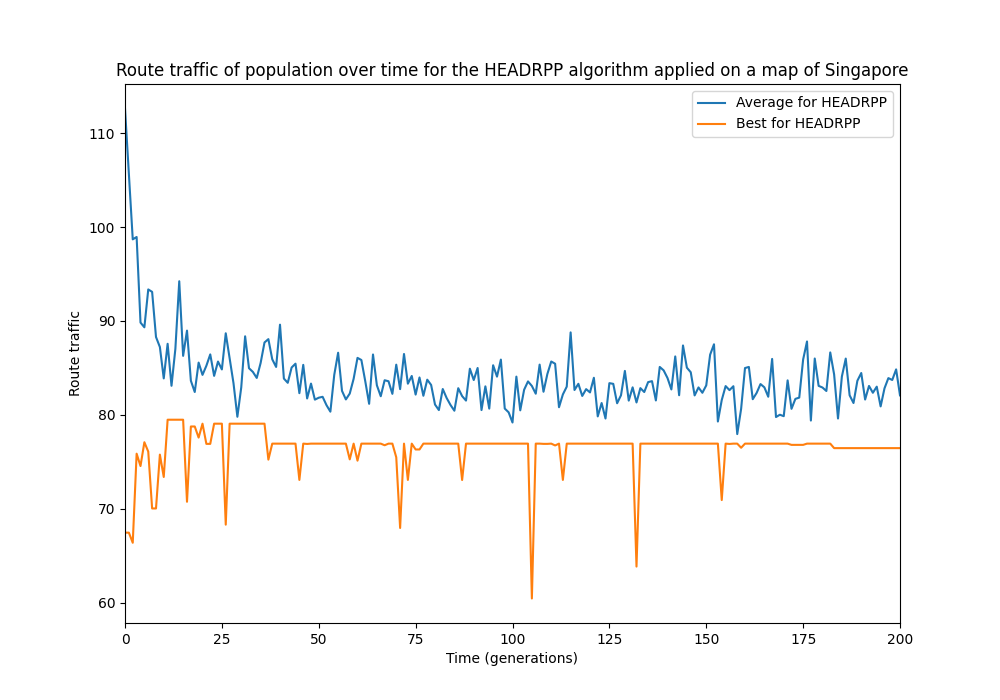 Route traffic of population over time for the HEADRPP algorithm applied on a map of Singapore
Average for HEADRPP
Best for HEADRPP
110
100
90
80
70
60
Route traffic
0 25 50 75 100 125 150 175 200
Time (generations)